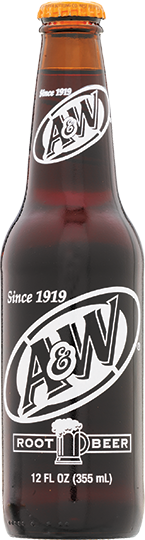 Since 1919
A&W
Since 1919
A&W
®
ROOT BEER
12 FL OZ (355 mL)